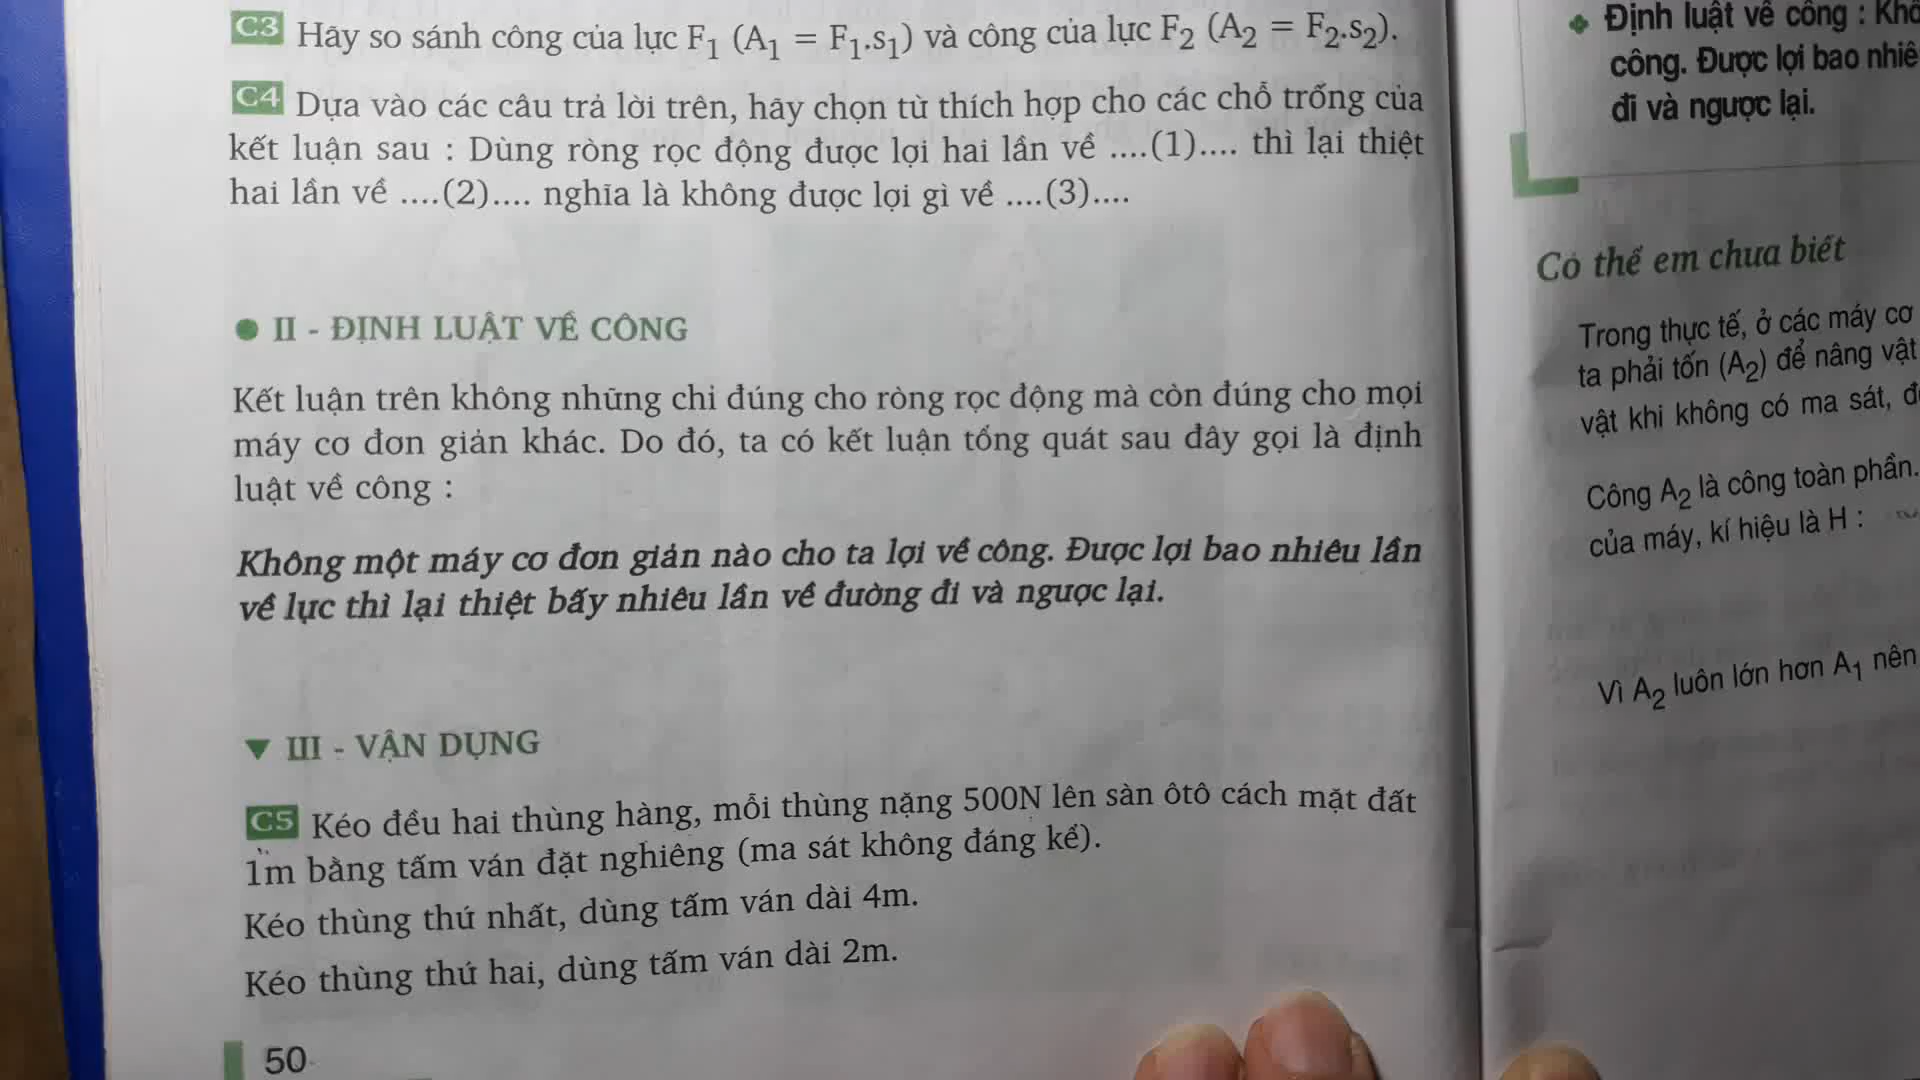 C3 Hãy so sánh công của lực F₁ (A₁ = F₁.s₁) và công của lực F₂ (A₂ = F₂.s₂).
C4 Dựa vào các câu trả lời trên, hãy chọn từ thích hợp cho các chỗ trống của
kết luận sau : Dùng ròng rọc động được lợi hai lần về ....(1).... thì lại thiệt
hai lần về ....(2).... nghĩa là không được lợi gì về ....(3)....
● II - ĐỊNH LUẬT VỀ CÔNG
Kết luận trên không những chỉ đúng cho ròng rọc động mà còn đúng cho mọi
máy cơ đơn giản khác. Do đó, ta có kết luận tổng quát sau đây gọi là định
luật về công :
Không một máy cơ đơn giản nào cho ta lợi về công. Được lợi bao nhiêu lần
về lực thì lại thiệt bấy nhiêu lần về đường đi và ngược lại.
▼ III - VẬN DỤNG
C5 Kéo đều hai thùng hàng, mỗi thùng nặng 500N lên sàn ôtô cách mặt đất
1m bằng tấm ván đặt nghiêng (ma sát không đáng kể).
Kéo thùng thứ nhất, dùng tấm ván dài 4m.
Kéo thùng thứ hai, dùng tấm ván dài 2m.
50
Định luật về công :
công. Được lợi bao
đi và ngược lại.
Có thể em chưa biết
Trong thực tế, ở các máy cơ
ta phải tốn (A₂) để nâng vật
vật khi không có ma sát,
Công A₂ là công toàn phần.
của máy, kí hiệu là H :
Vì A₂ luôn lớn hơn A₁ nên